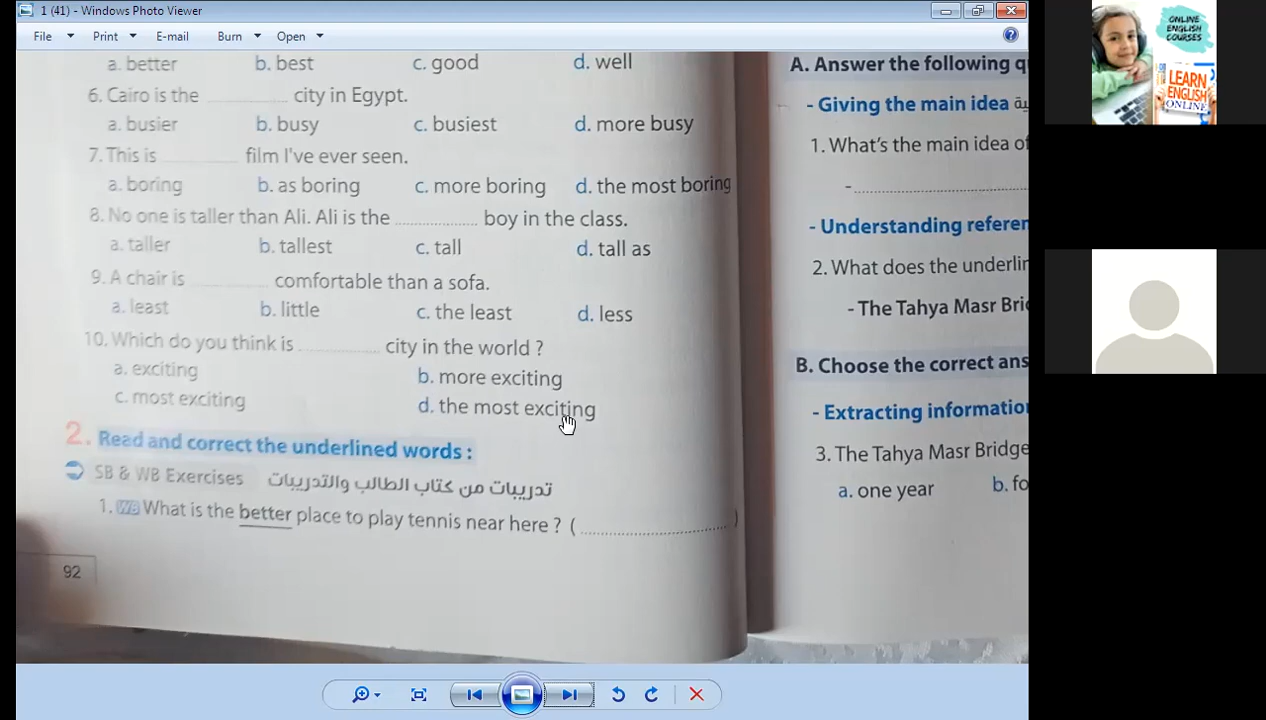 1 (41) - Windows Photo Viewer
File Print E-mail Burn Open
a. better b. best c. good d. well
6. Cairo is the ............ city in Egypt.
a. busier b. busy c. busiest d. more busy
7. This is ............ film I've ever seen.
a. boring b. as boring c. more boring d. the most boring
8. No one is taller than Ali. Ali is the ............ boy in the class.
a. taller b. tallest c. tall d. tall as
9. A chair is ............ comfortable than a sofa.
a. least b. little c. the least d. less
10. Which do you think is ............ city in the world ?
a. exciting b. more exciting
c. most exciting d. the most exciting
2. Read and correct the underlined words :
SB & WB Exercises تدريبات من كتاب الطالب والتدريبات
1. WB What is the better place to play tennis near here ? (............)
92
A. Answer the following q
- Giving the main idea
1. What's the main idea of
- ............
- Understanding referen
2. What does the underlin
- The Tahya Masr Bri
B. Choose the correct ans
- Extracting informatio
3. The Tahya Masr Bridge
a. one year b. fo
ONLINE
ENGLISH
COURSES
LEARN
ENGLISH
ONLINE